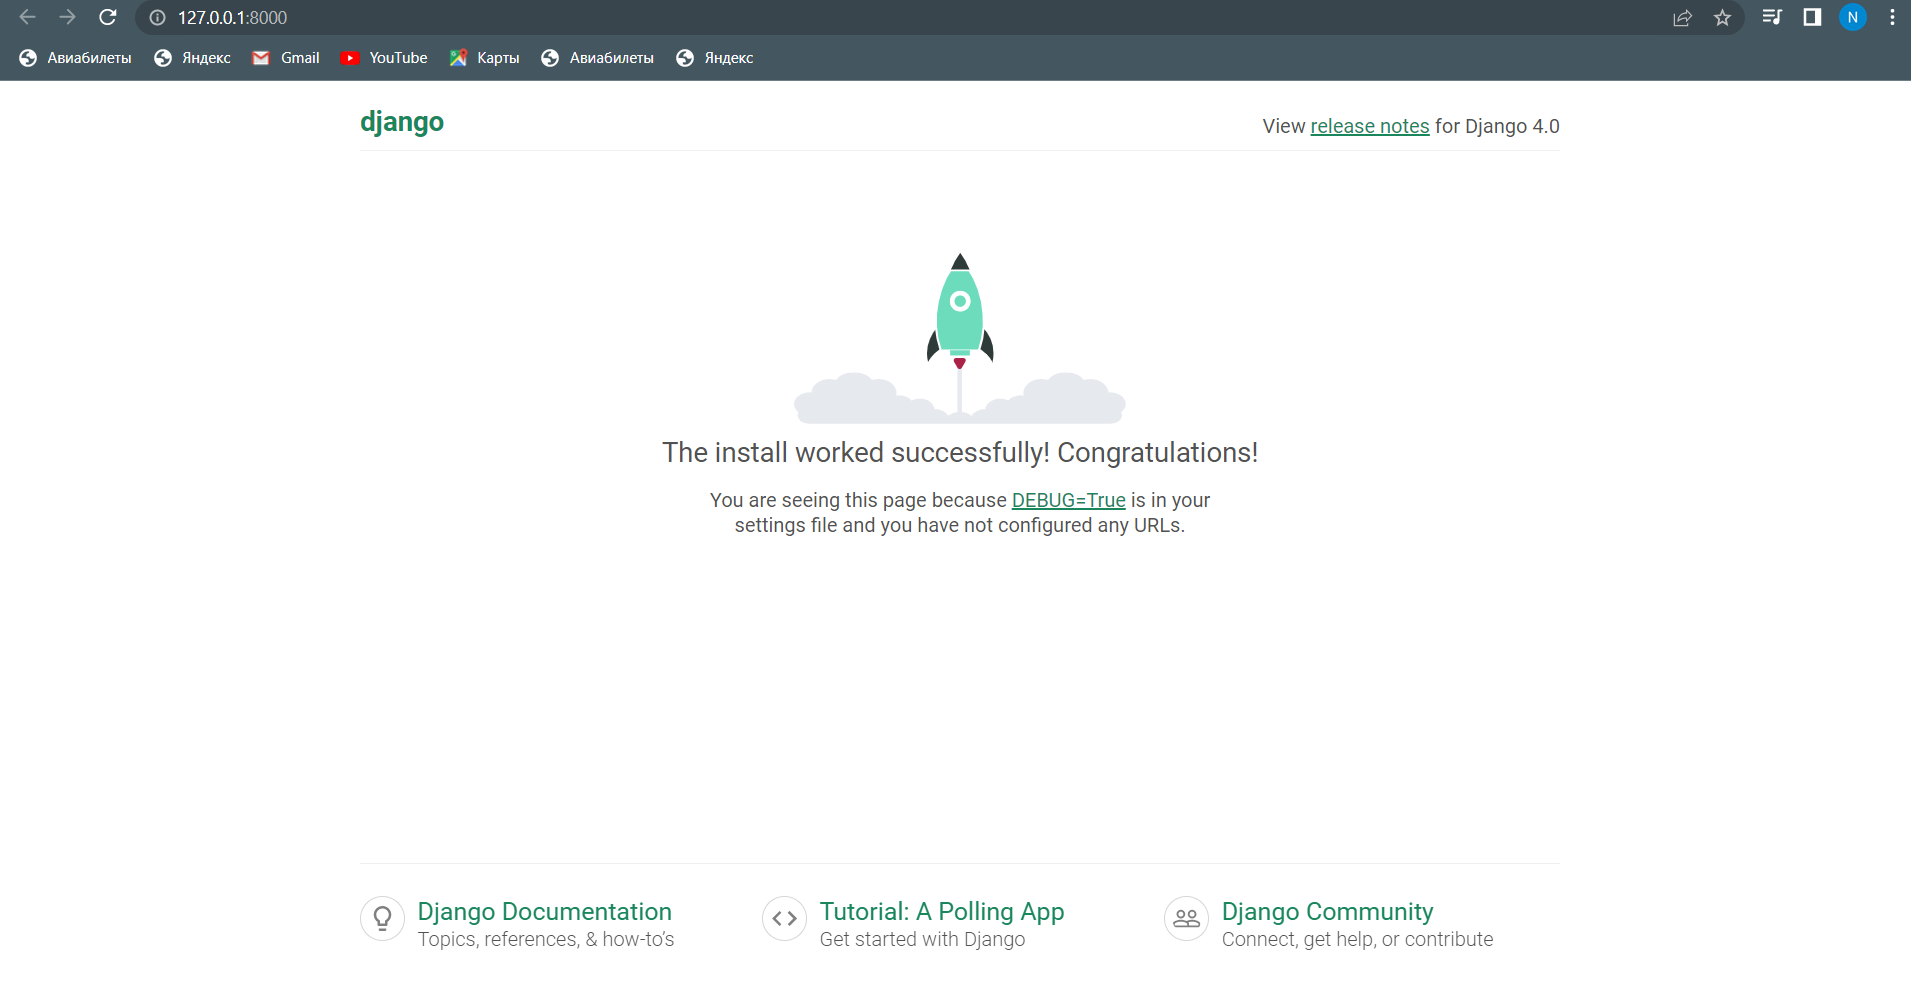 127.0.0.1:8000
N
Авиабилеты Яндекс Gmail YouTube Карты Авиабилеты Яндекс
django
View release notes for Django 4.0
The install worked successfully! Congratulations!
You are seeing this page because DEBUG=True is in your
settings file and you have not configured any URLs.
Django Documentation
Topics, references, & how-to’s
Tutorial: A Polling App
Get started with Django
Django Community
Connect, get help, or contribute